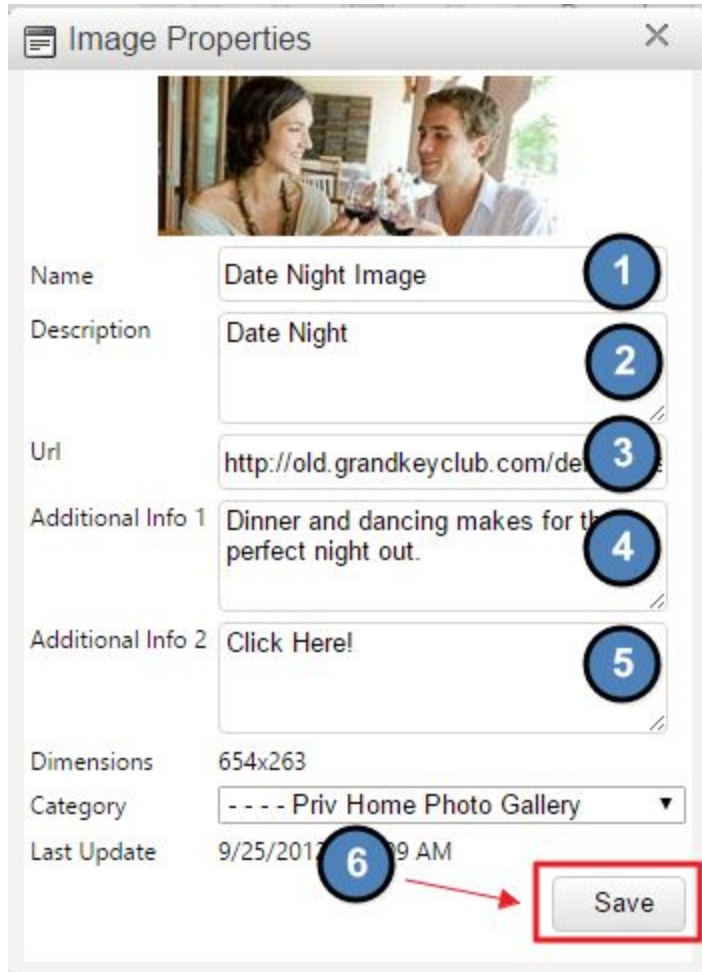 Image Properties
Name
Date Night Image
1
Description
Date Night
2
Url
http://old.grandkeyclub.com/de
3
Additional Info 1
Dinner and dancing makes for
perfect night out.
4
Additional Info 2
Click Here!
5
Dimensions
654x263
Category
- - - - Priv Home Photo Gallery
Last Update
9/25/201
6
9 AM
Save